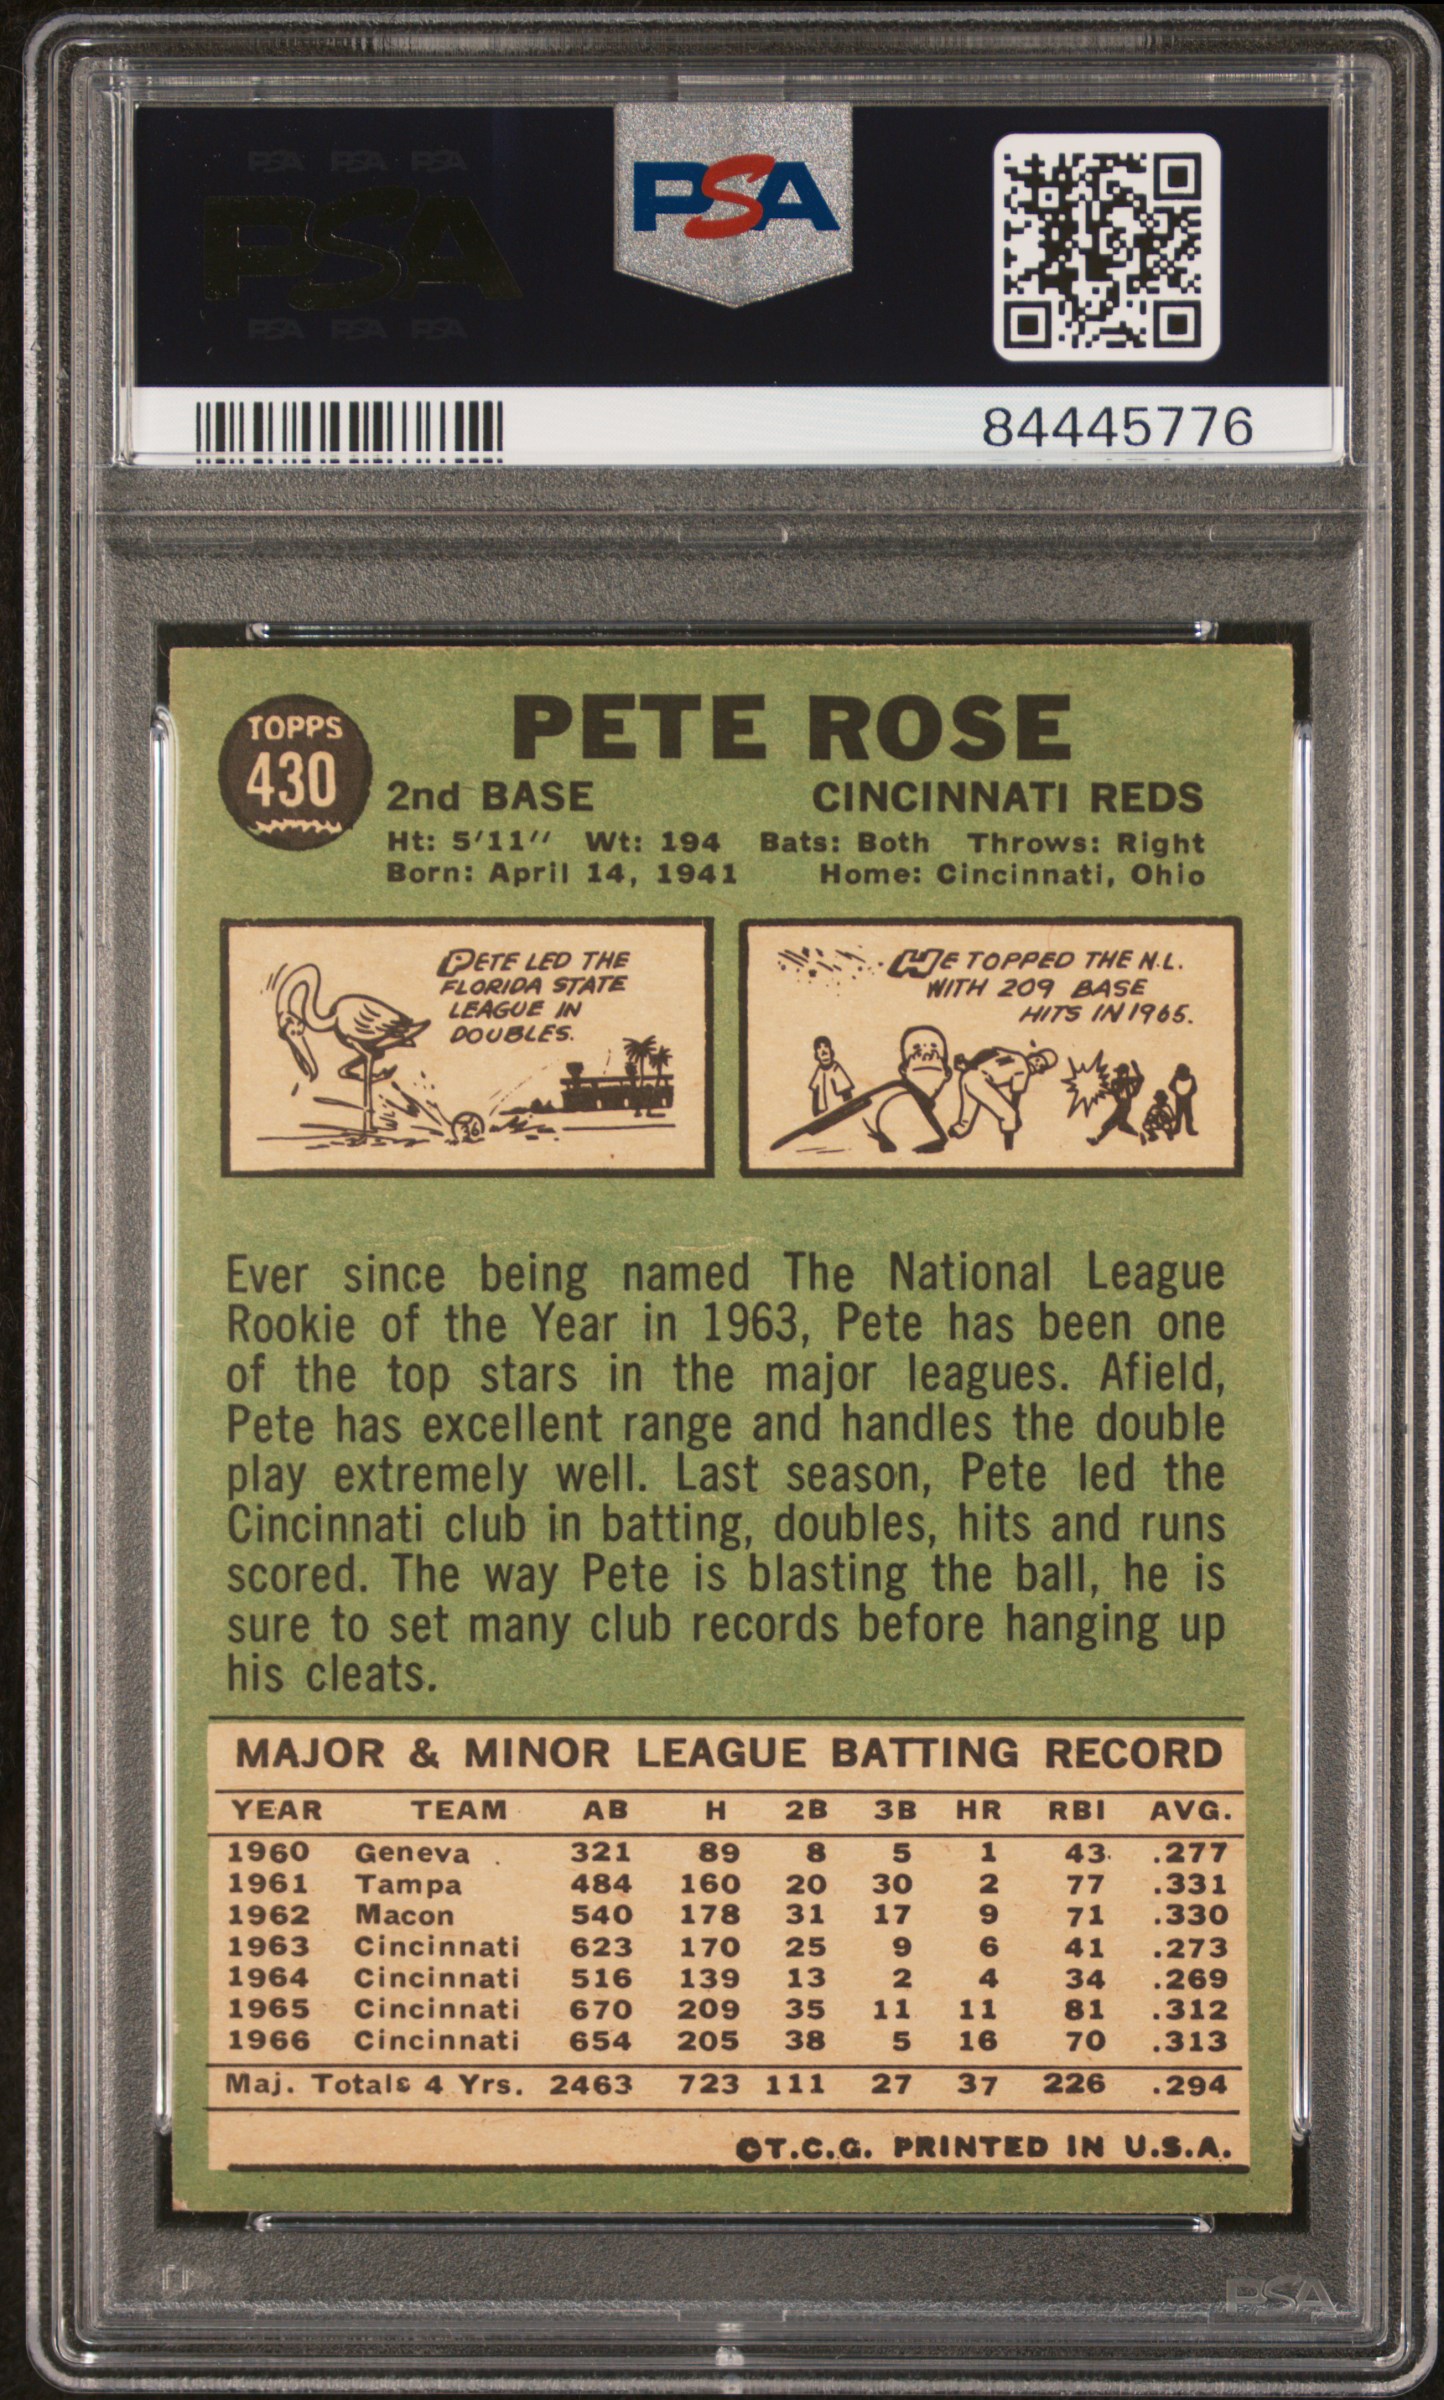 PSA PSA PSA
PSA
PSA PSA PSA
PSA
84445776
TOPPS
430
PETE ROSE
2nd BASE CINCINNATI REDS
Ht: 5'11" Wt: 194 Bats: Both Throws: Right
Born: April 14, 1941 Home: Cincinnati, Ohio
PETE LED THE
FLORIDA STATE
LEAGUE IN
DOUBLES.
36
HE TOPPED THE N.L.
WITH 209 BASE
HITS IN 1965.
Ever since being named The National League
Rookie of the Year in 1963, Pete has been one
of the top stars in the major leagues. Afield,
Pete has excellent range and handles the double
play extremely well. Last season, Pete led the
Cincinnati club in batting, doubles, hits and runs
scored. The way Pete is blasting the ball, he is
sure to set many club records before hanging up
his cleats.
MAJOR & MINOR LEAGUE BATTING RECORD
YEAR TEAM AB H 2B 3B HR RBI AVG.
1960 Geneva 321 89 8 5 1 43 .277
1961 Tampa 484 160 20 30 2 77 .331
1962 Macon 540 178 31 17 9 71 .330
1963 Cincinnati 623 170 25 9 6 41 .273
1964 Cincinnati 516 139 13 2 4 34 .269
1965 Cincinnati 670 209 35 11 11 81 .312
1966 Cincinnati 654 205 38 5 16 70 .313
Maj. Totals 4 Yrs. 2463 723 111 27 37 226 .294
©T.C.G. PRINTED IN U.S.A.
PSA